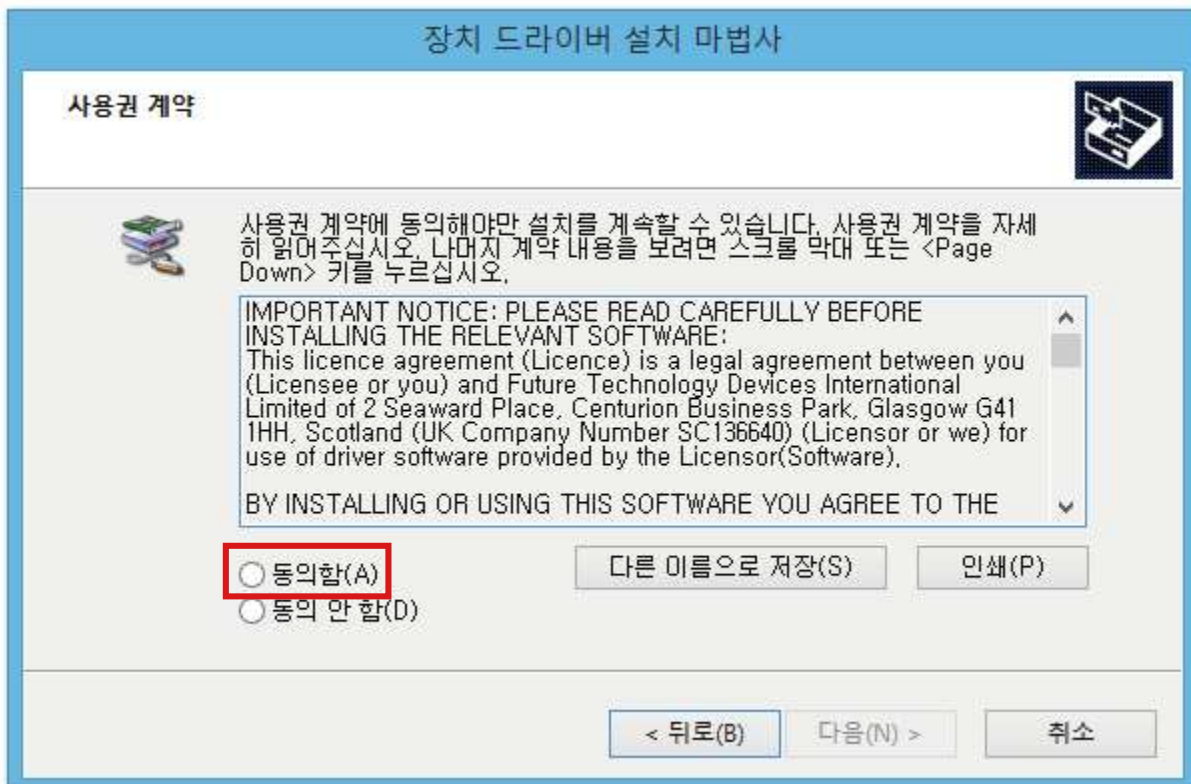 장치 드라이버 설치 마법사
사용권 계약
사용권 계약에 동의해야만 설치를 계속할 수 있습니다. 사용권 계약을 자세
히 읽어주십시오. 나머지 계약 내용을 보려면 스크롤 막대 또는 <Page
Down> 키를 누르십시오.
IMPORTANT NOTICE: PLEASE READ CAREFULLY BEFORE
INSTALLING THE RELEVANT SOFTWARE:
This licence agreement (Licence) is a legal agreement between you
(Licensee or you) and Future Technology Devices International
Limited of 2 Seaward Place, Centurion Business Park, Glasgow G41
1HH, Scotland (UK Company Number SC136640) (Licensor or we) for
use of driver software provided by the Licensor(Software).
BY INSTALLING OR USING THIS SOFTWARE YOU AGREE TO THE
동의함(A)
다른 이름으로 저장(S)
인쇄(P)
동의 안 함(D)
< 뒤로(B)
다음(N) >
취소